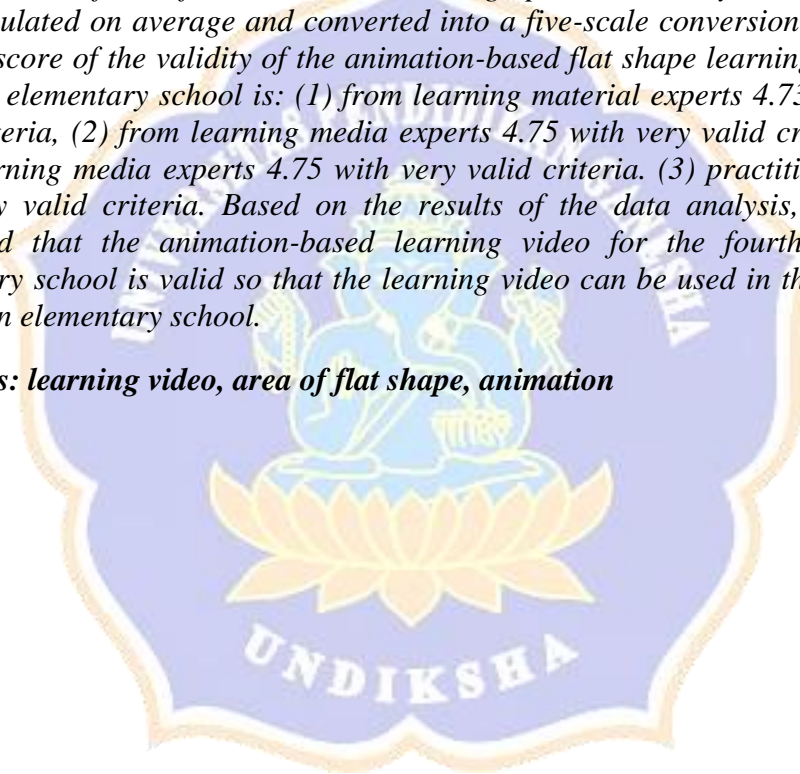 ulated on average and converted into a five-scale conversion
score of the validity of the animation-based flat shape learning
elementary school is: (1) from learning material experts 4.73
eria, (2) from learning media experts 4.75 with very valid cr
rning media experts 4.75 with very valid criteria. (3) practiti
y valid criteria. Based on the results of the data analysis,
d that the animation-based learning video for the fourth
ry school is valid so that the learning video can be used in th
n elementary school.
s: learning video, area of flat shape, animation
UNDIKSHA